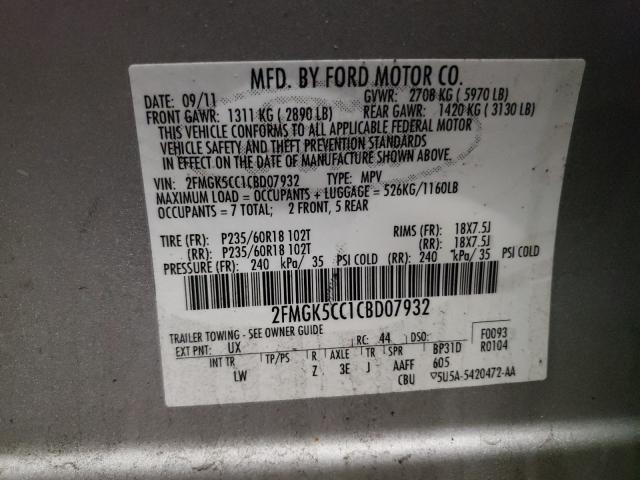 MFD. BY FORD MOTOR CO.
DATE: 09/11 GVWR: 2708 KG ( 5970 LB)
FRONT GAWR: 1311 KG ( 2890 LB) REAR GAWR: 1420 KG ( 3130 LB)
THIS VEHICLE CONFORMS TO ALL APPLICABLE FEDERAL MOTOR
VEHICLE SAFETY AND THEFT PREVENTION STANDARDS
IN EFFECT ON THE DATE OF MANUFACTURE SHOWN ABOVE.
VIN: 2FMGK5CC1CBD07932 TYPE: MPV
MAXIMUM LOAD = OCCUPANTS + LUGGAGE = 526KG/1160LB
OCCUPANTS = 7 TOTAL; 2 FRONT, 5 REAR
TIRE (FR): P235/60R18 102T RIMS (FR): 18X7.5J
(RR): P235/60R18 102T (RR): 18X7.5J
PRESSURE (FR): 240 kPa/ 35 PSI COLD (RR): 240 kPa/ 35 PSI COLD
2FMGK5CC1CBD07932
TRAILER TOWING - SEE OWNER GUIDE
EXT PNT: UX RC: 44 DSO: F0093
INT TR TP/PS R AXLE TR SPR BP31D R0104
LW Z 3E J AAFF 605
CBU 5U5A-5420472-AA